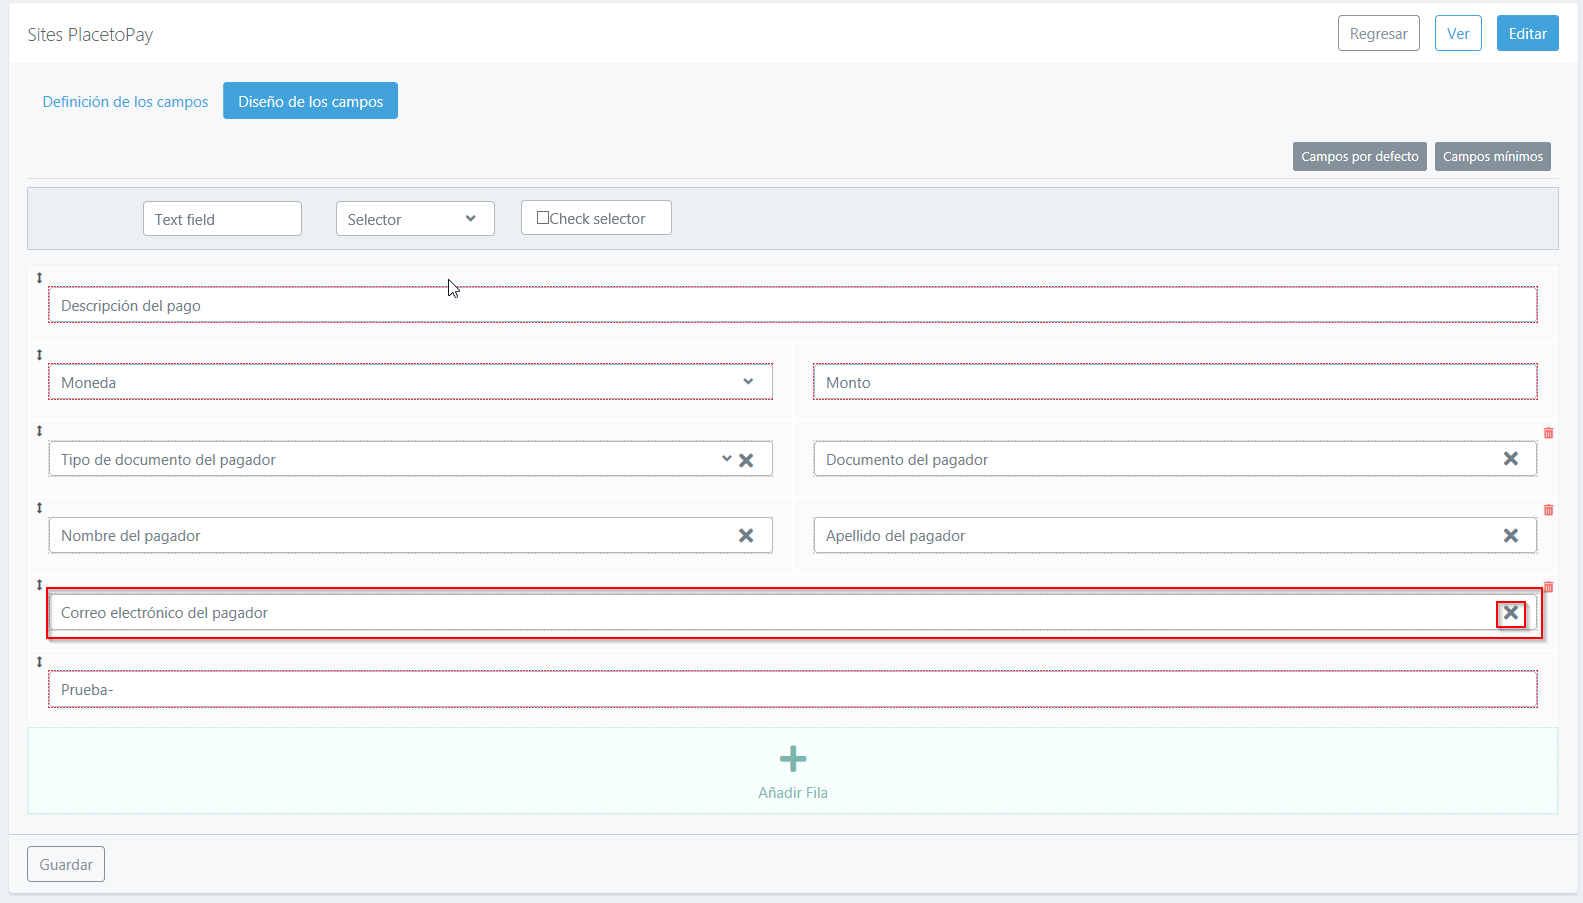 Sites PlacetoPay
Regresar
Ver
Editar
Definición de los campos
Diseño de los campos
Campos por defecto
Campos mínimos
Text field
Selector
Check selector
Descripción del pago
Moneda
Monto
Tipo de documento del pagador
Documento del pagador
Nombre del pagador
Apellido del pagador
Correo electrónico del pagador
Prueba-
Añadir Fila
Guardar